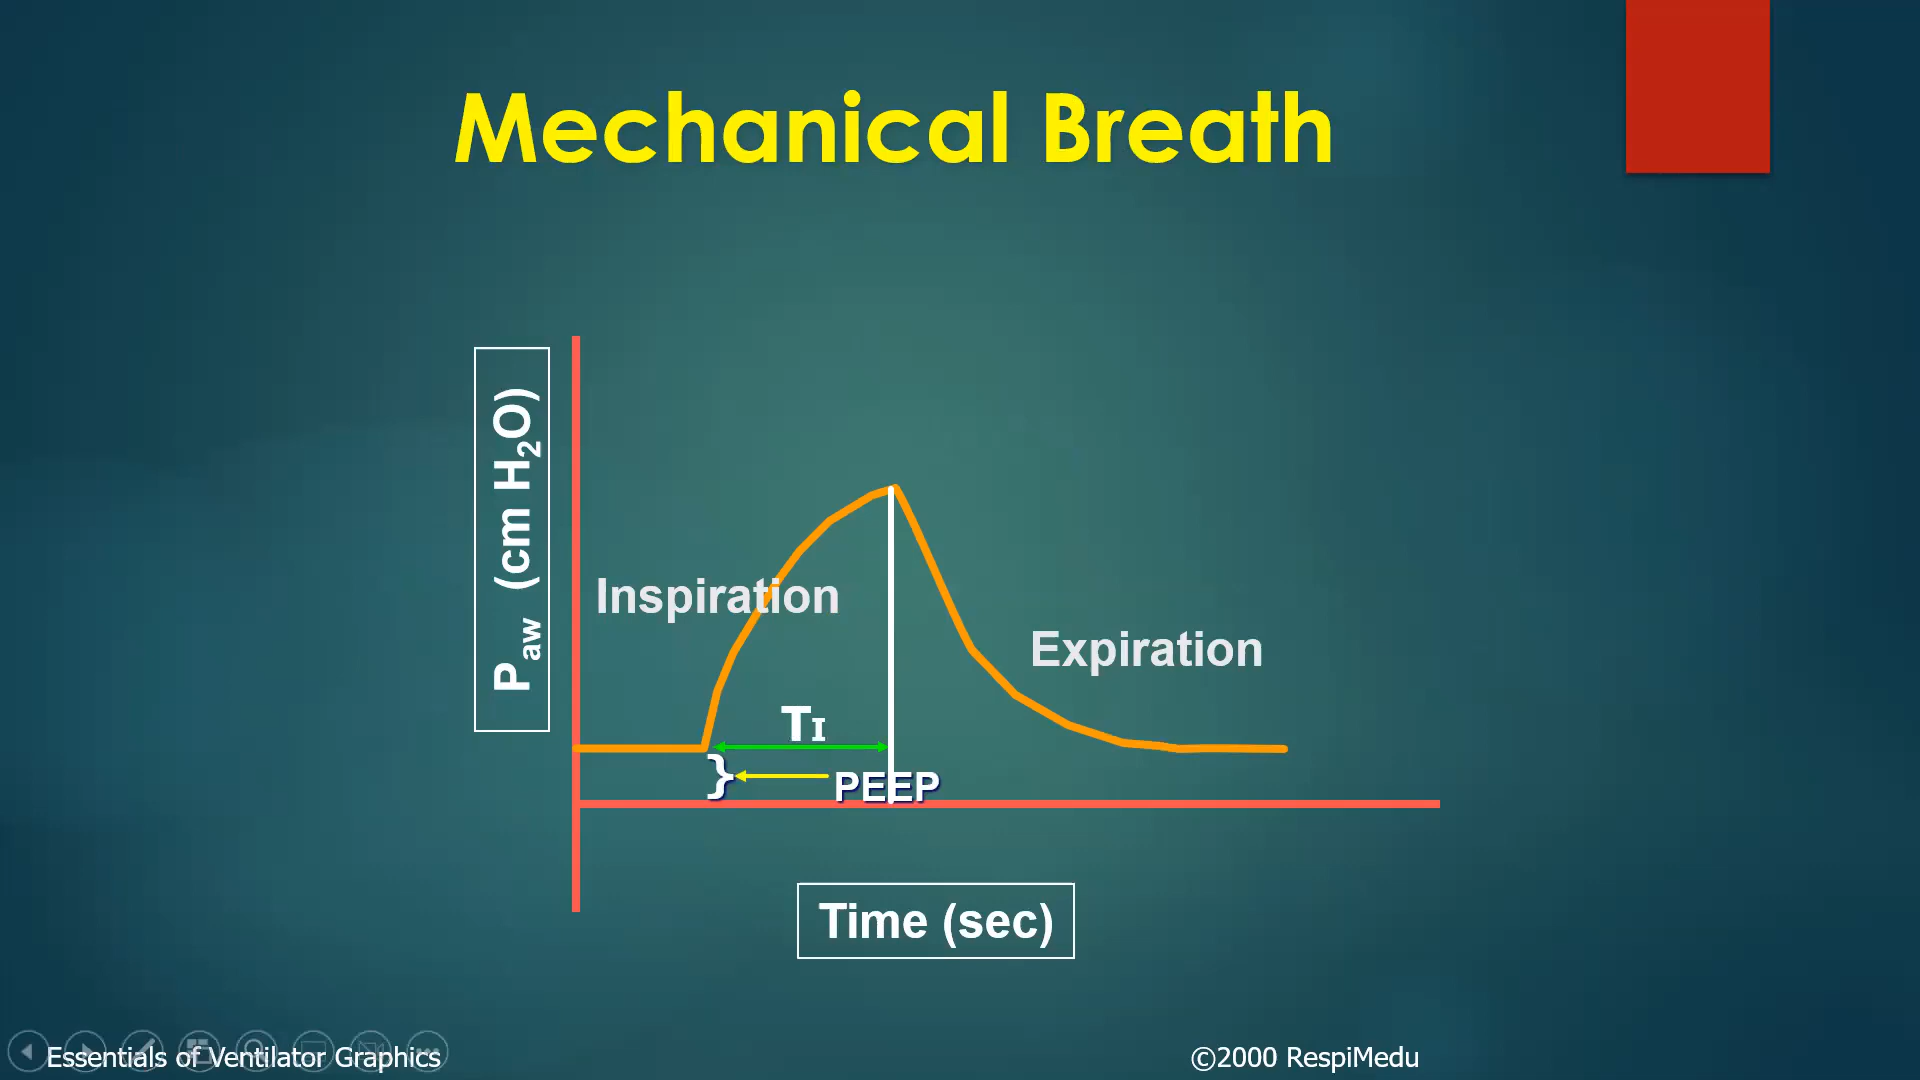 Mechanical Breath
Paw (cm H2O)
Inspiration
Expiration
TI
}
PEEP
Time (sec)
Essentials of Ventilator Graphics
©2000 RespiMedu